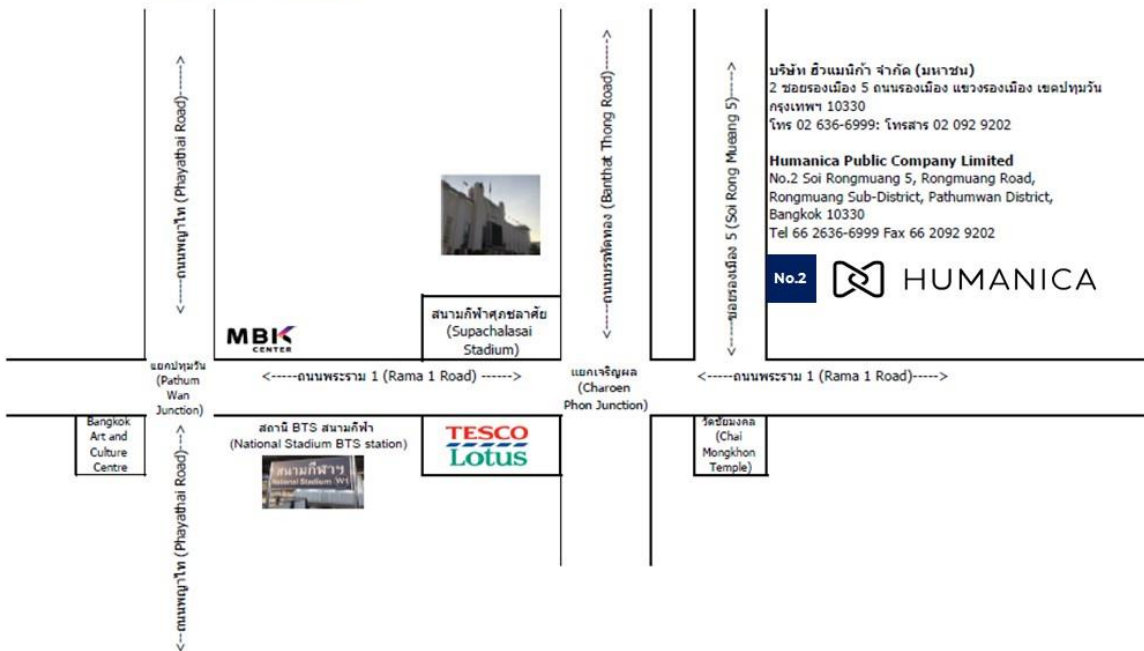 <-----ถนนพญาไท (Phayathai Road)----->
<-----ถนนบรรทัดทอง (Banthat Thong Road)----->
<-----ซอยรองเมือง 5 (Soi Rong Mueang 5)----->
บริษัท ฮิวแมนิก้า จำกัด (มหาชน)
2 ซอยรองเมือง 5 ถนนรองเมือง แขวงรองเมือง เขตปทุมวัน
กรุงเทพฯ 10330
โทร 02 636-6999: โทรสาร 02 092 9202
Humanica Public Company Limited
No.2 Soi Rongmuang 5, Rongmuang Road,
Rongmuang Sub-District, Pathumwan District,
Bangkok 10330
Tel 66 2636-6999 Fax 66 2092 9202
No.2
HUMANICA
MBK
CENTER
สนามกีฬาศุภชลาศัย
(Supachalasai
Stadium)
แยกปทุมวัน
(Pathum
Wan
Junction)
<-----ถนนพระราม 1 (Rama 1 Road) ------>
แยกเจริญผล
(Charoen
Phon Junction)
<-----ถนนพระราม 1 (Rama 1 Road)----->
Bangkok
Art and
Culture
Centre
สถานี BTS สนามกีฬา
(National Stadium BTS station)
สนามกีฬาฯ
National Stadium W1
TESCO
Lotus
วัดชัยมงคล
(Chai
Mongkhon
Temple)
<-----ถนนพญาไท (Phayathai Road)----->